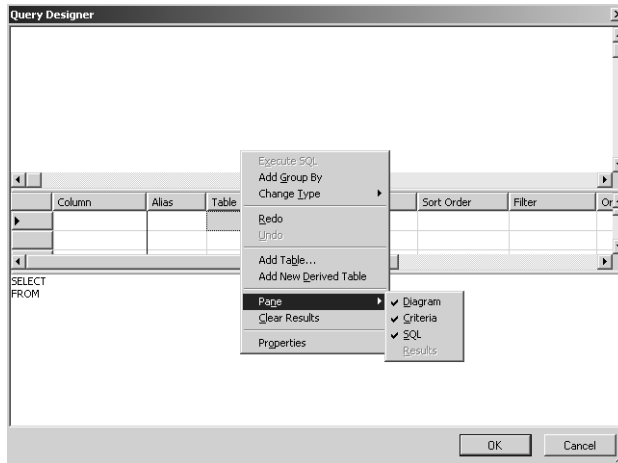 Query Designer
Execute SQL
Add Group By
Change Type
Column Alias Table Sort Order Filter
Redo
Undo
Add Table...
Add New Derived Table
SELECT
FROM
Pane
Diagram
Clear Results
Criteria
SQL
Properties
Results
OK Cancel